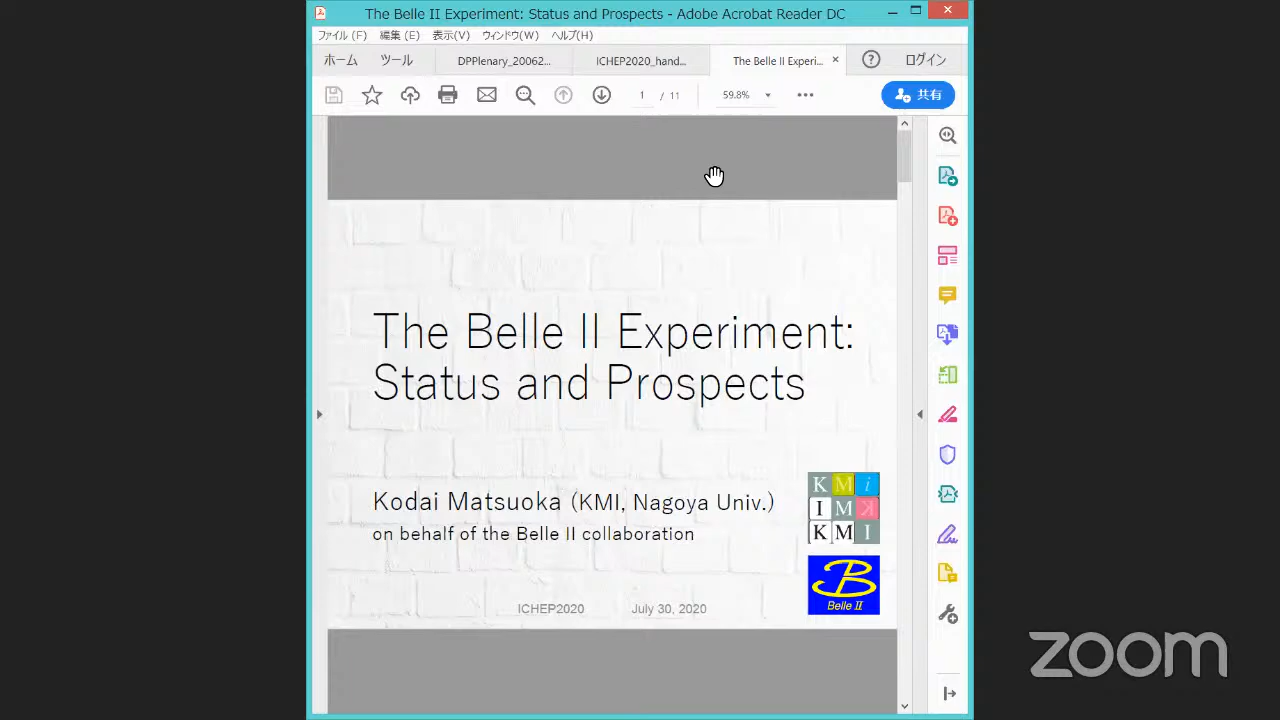 The Belle II Experiment: Status and Prospects - Adobe Acrobat Reader DC
ファイル (F) 編集 (E) 表示(V) ウィンドウ(W) ヘルプ(H)
ホーム ツール DPPlenary_20062... ICHEP2020_hand... The Belle II Experi... × ? ログイン
1 / 11 59.8% 共有
The Belle II Experiment:
Status and Prospects
Kodai Matsuoka (KMI, Nagoya Univ.)
on behalf of the Belle II collaboration
K M i
I M K
K M I
B
Belle II
ICHEP2020 July 30, 2020
zoom